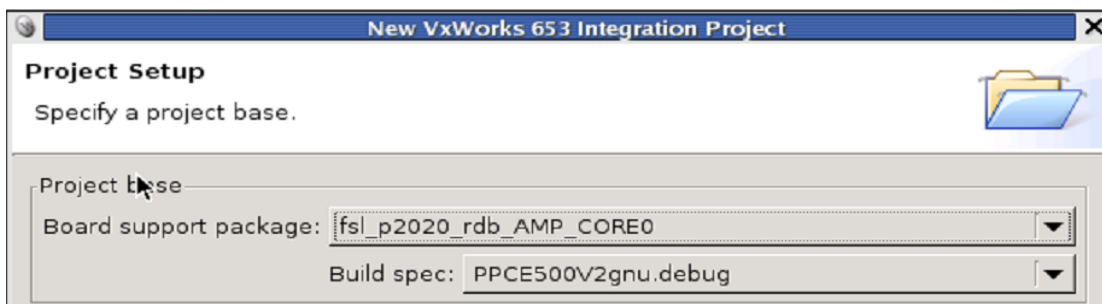 New VxWorks 653 Integration Project
Project Setup
Specify a project base.
Project base
Board support package: fsl_p2020_rdb_AMP_CORE0
Build spec: PPCE500V2gnu.debug